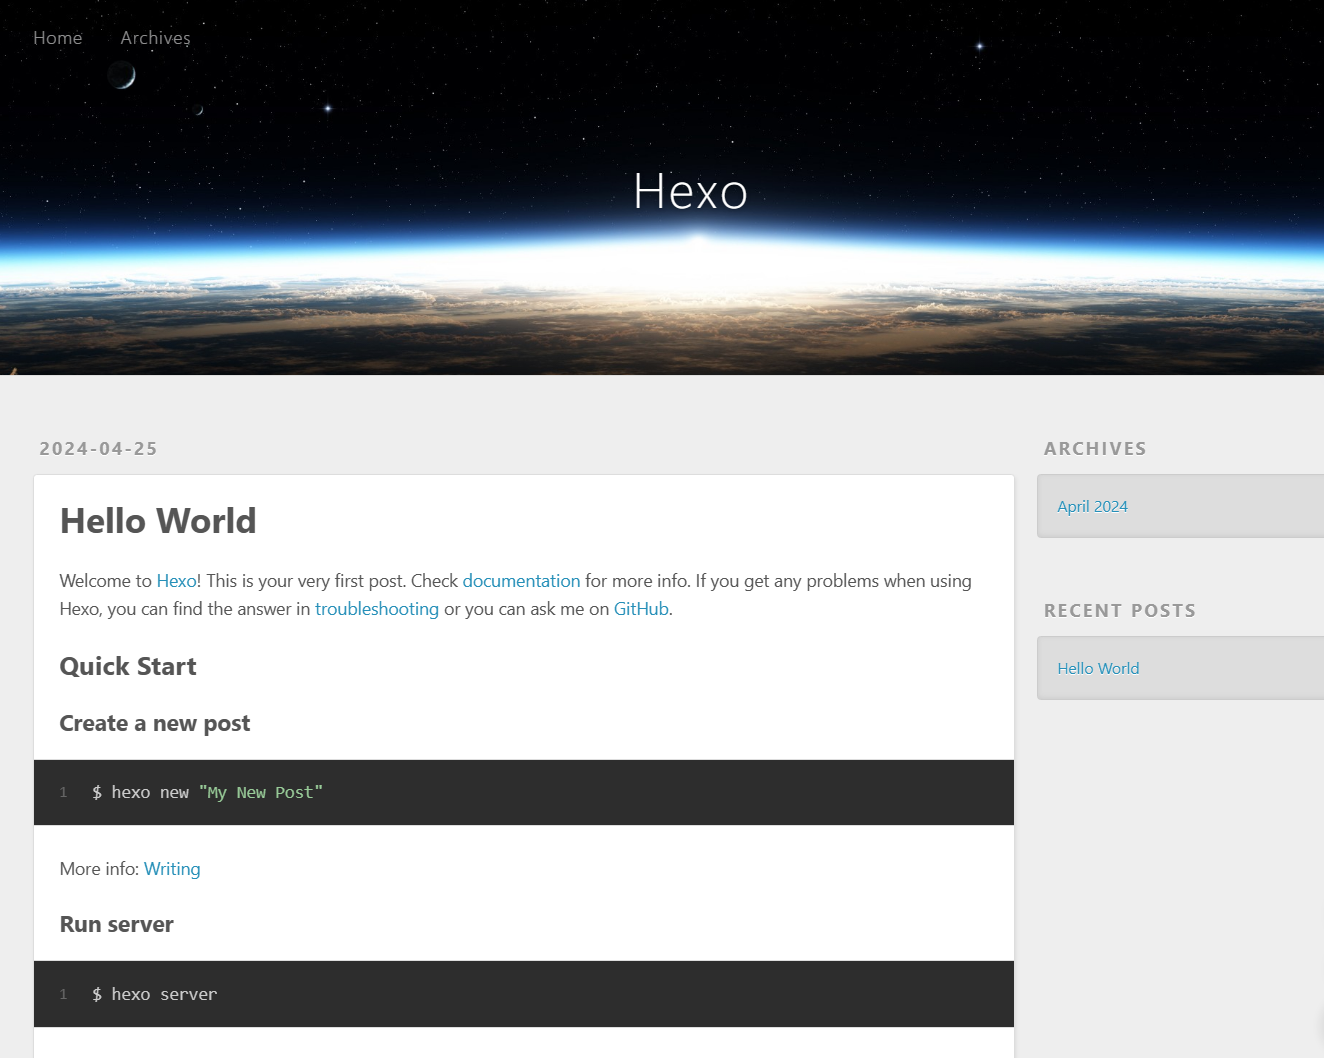 Home Archives
Hexo
2024-04-25
Hello World
Welcome to Hexo! This is your very first post. Check documentation for more info. If you get any problems when using
Hexo, you can find the answer in troubleshooting or you can ask me on GitHub.
Quick Start
Create a new post
1 $ hexo new "My New Post"
More info: Writing
Run server
1 $ hexo server
ARCHIVES
April 2024
RECENT POSTS
Hello World